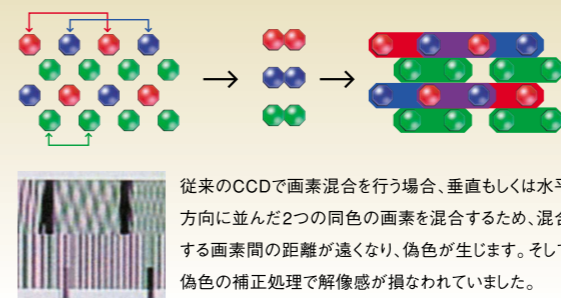 従来のCCDで画素混合を行う場合、垂直もしくは水平
方向に並んだ2つの同色の画素を混合するため、混合
する画素間の距離が遠くなり、偽色が生じます。そして
偽色の補正処理で解像感が損なわれていました。